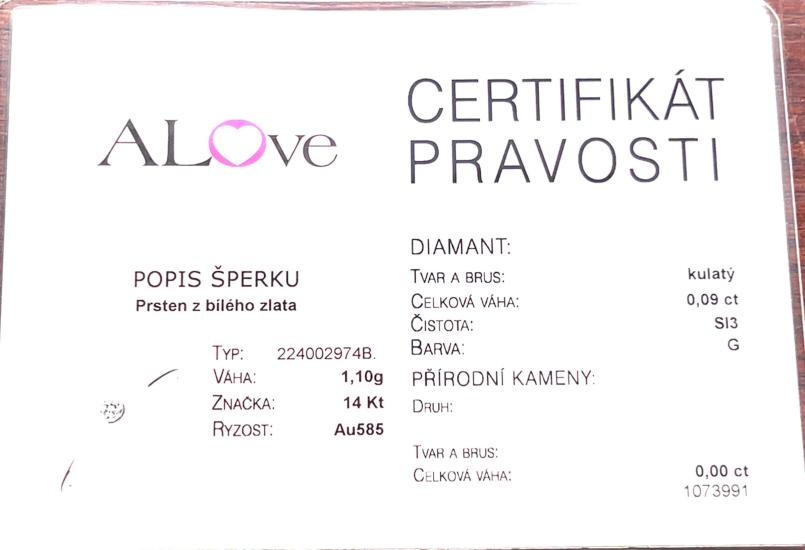 ALOve
CERTIFIKÁT
PRAVOSTI
POPIS ŠPERKU
Prsten z bílého zlata
TYP: 224002974B.
VÁHA: 1,10g
ZNAČKA: 14 Kt
RYZOST: Au585
DIAMANT:
TVAR A BRUS: kulatý
CELKOVÁ VÁHA: 0,09 ct
ČISTOTA: SI3
BARVA: G
PŘÍRODNÍ KAMENY:
DRUH:
TVAR A BRUS:
CELKOVÁ VÁHA: 0,00 ct
1073991